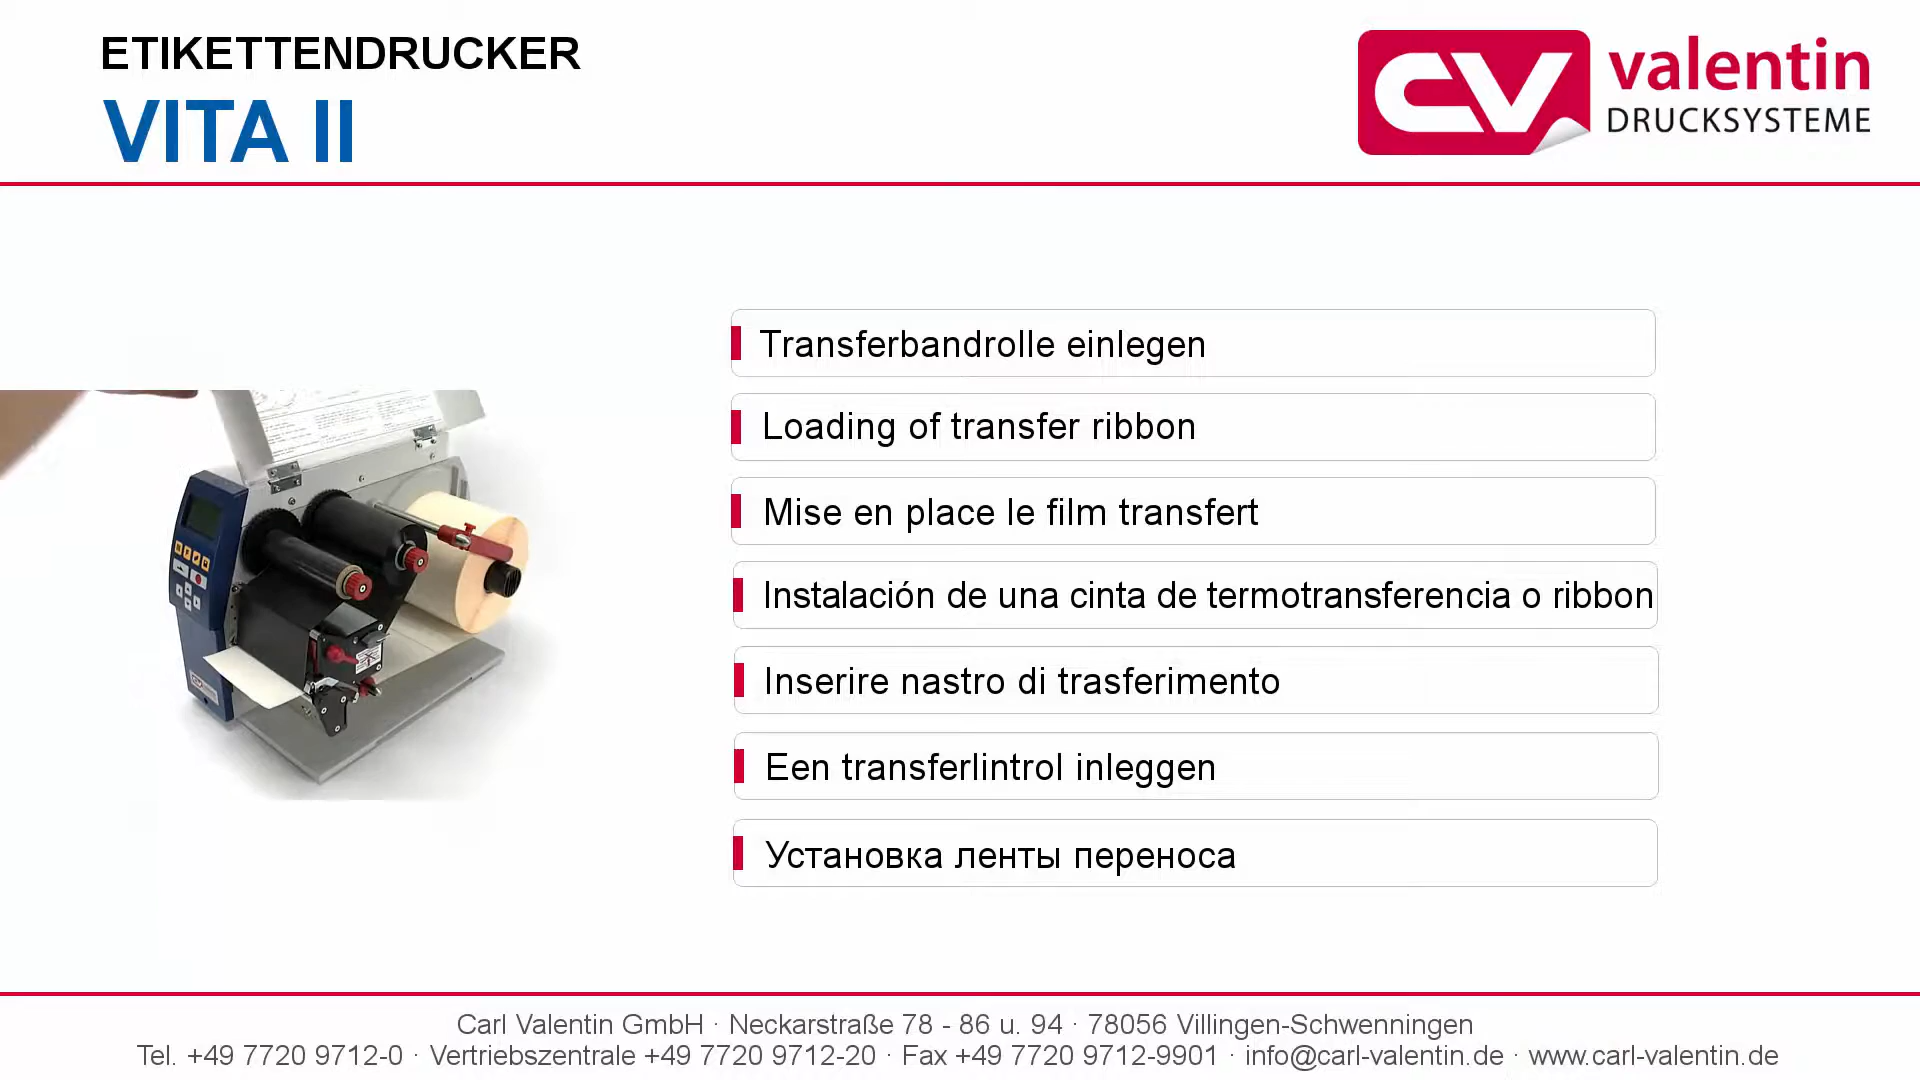 ETIKETTENDRUCKER
VITA II
CV valentin
DRUCKSYSTEME
Transferbandrolle einlegen
Loading of transfer ribbon
Mise en place le film transfert
Instalación de una cinta de termotransferencia o ribbon
Inserire nastro di trasferimento
Een transferlintrol inleggen
Установка ленты переноса
Carl Valentin GmbH · Neckarstraße 78 - 86 u. 94 · 78056 Villingen-Schwenningen
Tel. +49 7720 9712-0 · Vertriebszentrale +49 7720 9712-20 · Fax +49 7720 9712-9901 · info@carl-valentin.de · www.carl-valentin.de